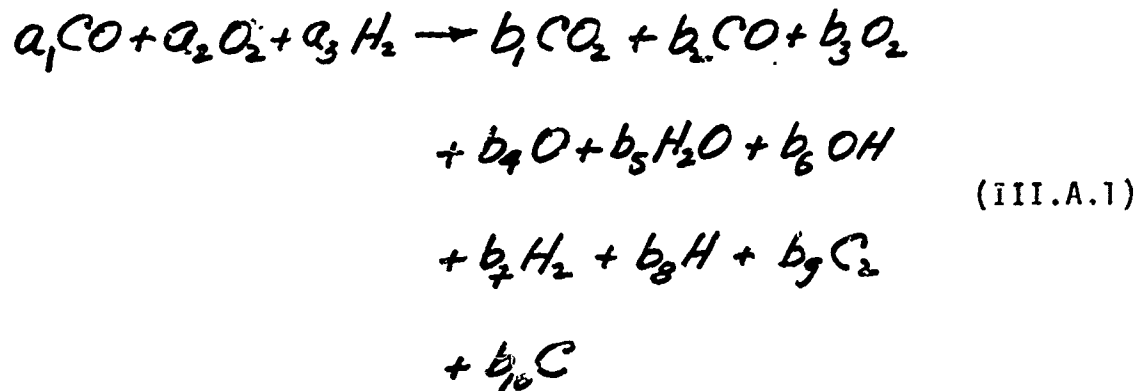 a₁CO + a₂O₂ + a₃H₂ → b₁CO₂ + b₂CO + b₃O₂
+ b₄O + b₅H₂O + b₆OH
(III.A.1)
+ b₇H₂ + b₈H + b₉C₂
+ b₁₀C